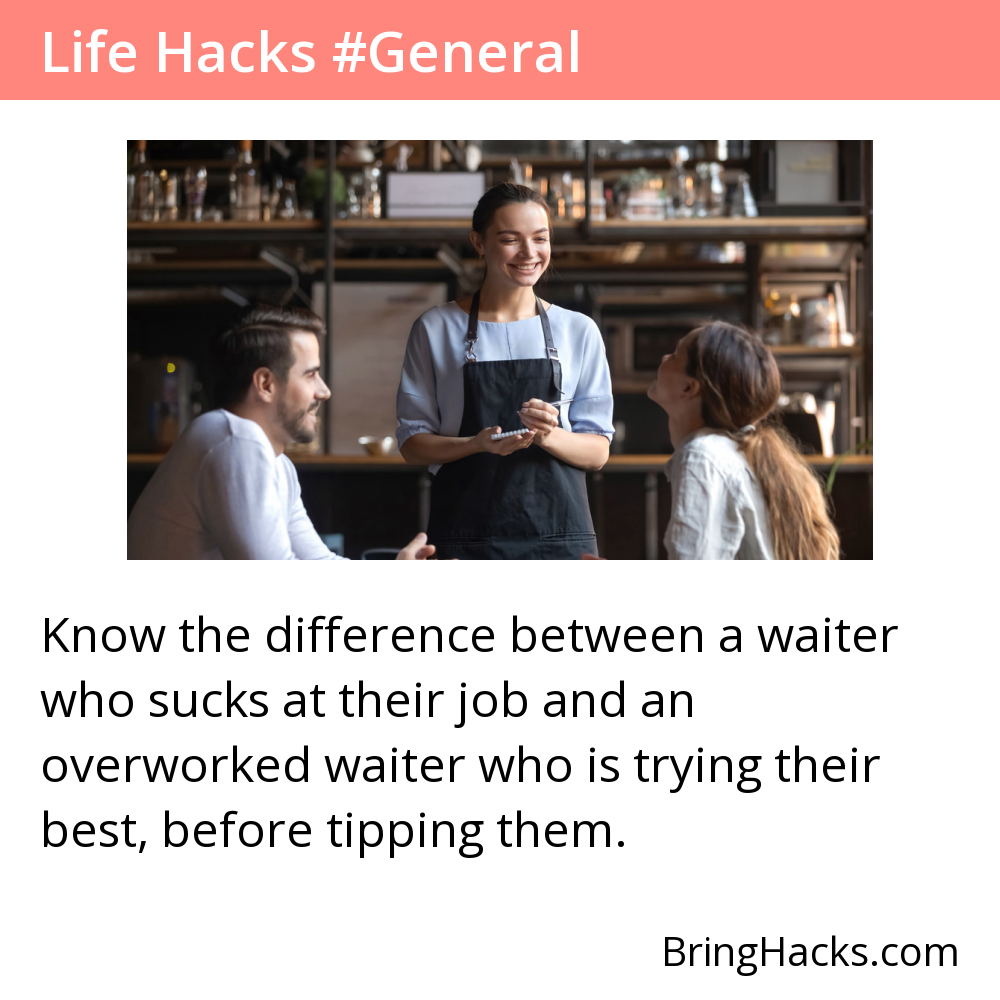 Life Hacks #General
Know the difference between a waiter
who sucks at their job and an
overworked waiter who is trying their
best, before tipping them.
BringHacks.com